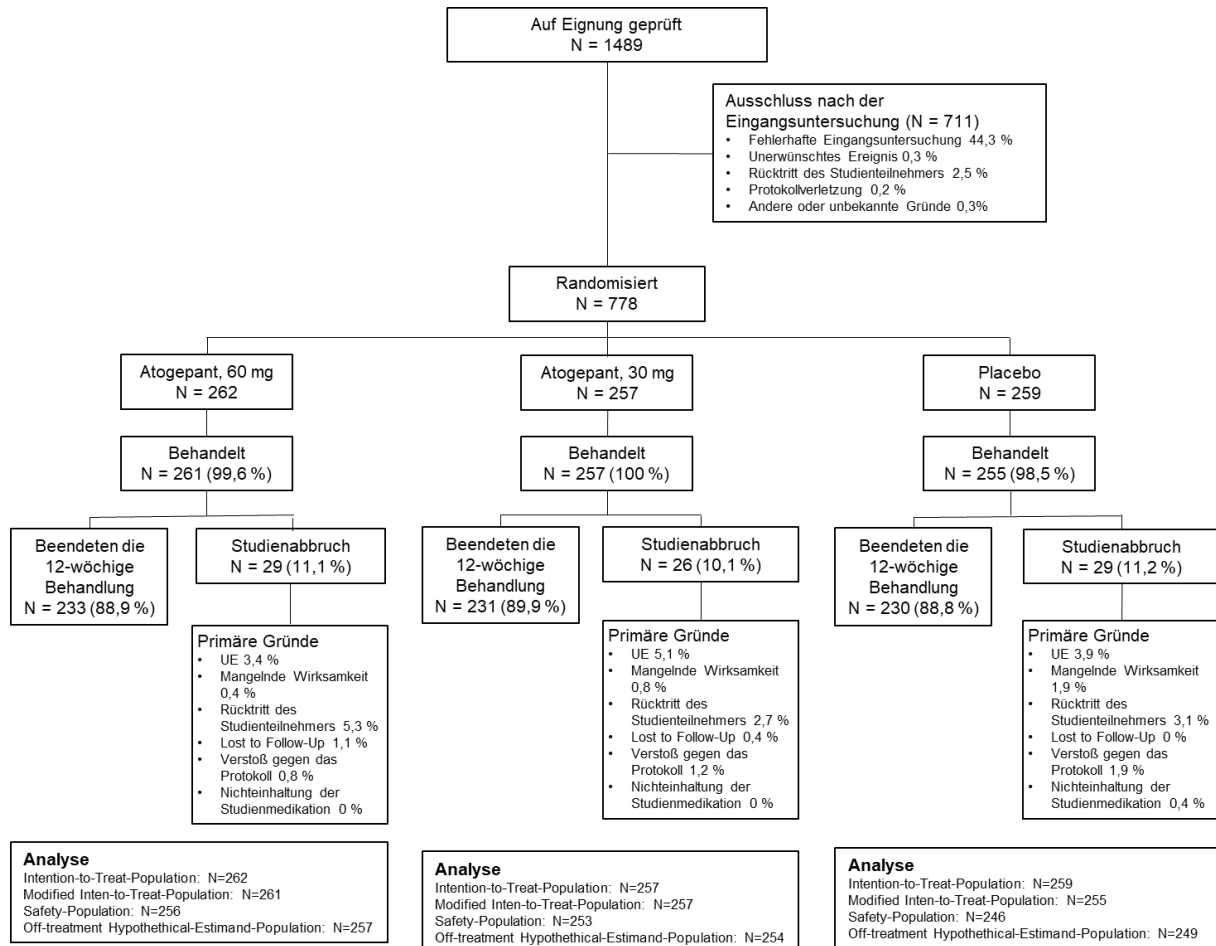 Auf Eignung geprüft
N = 1489
Ausschluss nach der
Eingangsuntersuchung (N = 711)
• Fehlerhafte Eingangsuntersuchung 44,3 %
• Unerwünschtes Ereignis 0,3 %
• Rücktritt des Studienteilnehmers 2,5 %
• Protokollverletzung 0,2 %
• Andere oder unbekannte Gründe 0,3%
Randomisiert
N = 778
Atogepant, 60 mg
N = 262
Atogepant, 30 mg
N = 257
Placebo
N = 259
Behandelt
N = 261 (99,6 %)
Behandelt
N = 257 (100 %)
Behandelt
N = 255 (98,5 %)
Beendeten die
12-wöchige
Behandlung
N = 233 (88,9 %)
Studienabbruch
N = 29 (11,1 %)
Beendeten die
12-wöchige
Behandlung
N = 231 (89,9 %)
Studienabbruch
N = 26 (10,1 %)
Beendeten die
12-wöchige
Behandlung
N = 230 (88,8 %)
Studienabbruch
N = 29 (11,2 %)
Primäre Gründe
• UE 3,4 %
• Mangelnde Wirksamkeit
0,4 %
• Rücktritt des
Studienteilnehmers 5,3 %
• Lost to Follow-Up 1,1 %
• Verstoß gegen das
Protokoll 0,8 %
• Nichteinhaltung der
Studienmedikation 0 %
Primäre Gründe
• UE 5,1 %
• Mangelnde Wirksamkeit
0,8 %
• Rücktritt des
Studienteilnehmers 2,7 %
• Lost to Follow-Up 0,4 %
• Verstoß gegen das
Protokoll 1,2 %
• Nichteinhaltung der
Studienmedikation 0 %
Primäre Gründe
• UE 3,9 %
• Mangelnde Wirksamkeit
1,9 %
• Rücktritt des
Studienteilnehmers 3,1 %
• Lost to Follow-Up 0 %
• Verstoß gegen das
Protokoll 1,9 %
• Nichteinhaltung der
Studienmedikation 0,4 %
Analyse
Intention-to-Treat-Population: N=262
Modified Inten-to-Treat-Population: N=261
Safety-Population: N=256
Off-treatment Hypothethical-Estimand-Population: N=257
Analyse
Intention-to-Treat-Population: N=257
Modified Inten-to-Treat-Population: N=257
Safety-Population: N=253
Off-treatment Hypothethical-Estimand-Population: N=254
Analyse
Intention-to-Treat-Population: N=259
Modified Inten-to-Treat-Population: N=255
Safety-Population: N=246
Off-treatment Hypothethical-Estimand-Population: N=249